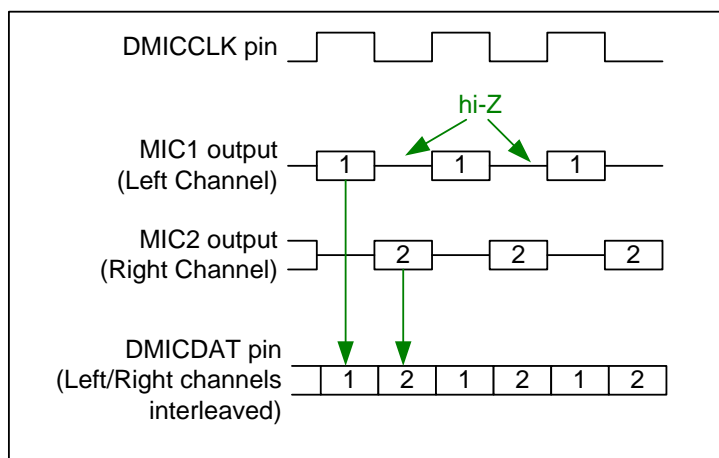 DMICCLK pin
hi-Z
MIC1 output
(Left Channel)
1 1 1
MIC2 output
(Right Channel)
2 2 2
DMICDAT pin
(Left/Right channels
interleaved)
1 2 1 2 1 2